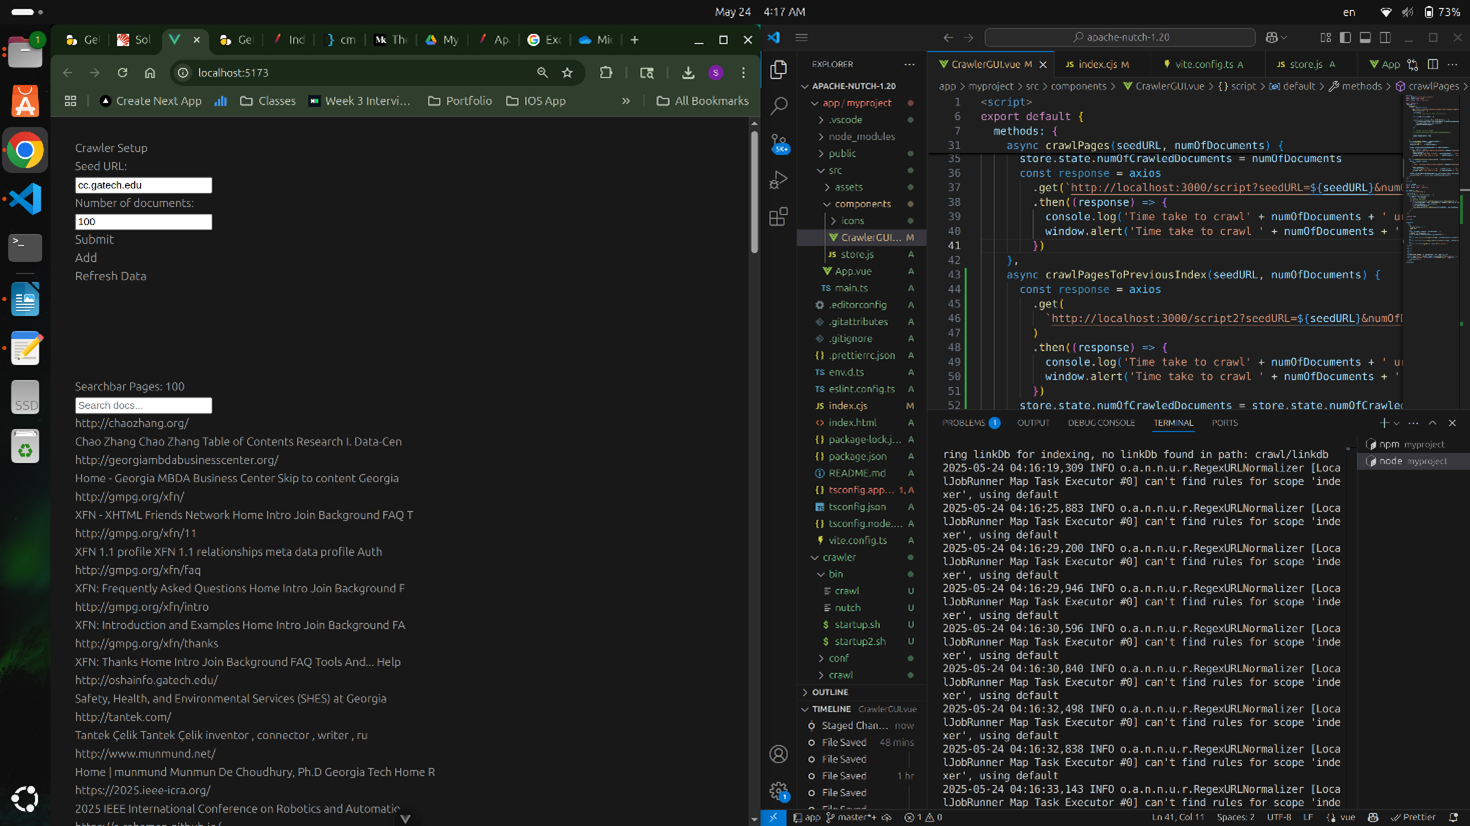 May 24 4:17 AM
en
73%
1
Gel
Sol
Gel
Ind
cm
The
My
Ap
Exc
Mic
localhost:5173
S
Create Next App
Classes
Week 3 Intervi...
Portfolio
IOS App
»
All Bookmarks
Crawler Setup
Seed URL:
cc.gatech.edu
Number of documents:
100
Submit
Add
Refresh Data
Searchbar Pages: 100
Search docs...
http://chaozhang.org/
Chao Zhang Chao Zhang Table of Contents Research I. Data-Cen
http://georgiambdabusinesscenter.org/
Home - Georgia MBDA Business Center Skip to content Georgia
http://gmpg.org/xfn/
XFN - XHTML Friends Network Home Intro Join Background FAQ T
http://gmpg.org/xfn/11
XFN 1.1 profile XFN 1.1 relationships meta data profile Auth
http://gmpg.org/xfn/faq
XFN: Frequently Asked Questions Home Intro Join Background F
http://gmpg.org/xfn/intro
XFN: Introduction and Examples Home Intro Join Background FA
http://gmpg.org/xfn/thanks
XFN: Thanks Home Intro Join Background FAQ Tools And... Help
http://oshainfo.gatech.edu/
Safety, Health, and Environmental Services (SHES) at Georgia
http://tantek.com/
Tantek Çelik Tantek Çelik inventor , connector , writer , ru
http://www.munmund.net/
Home | munmund Munmun De Choudhury, Ph.D Georgia Tech Home R
https://2025.ieee-icra.org/
2025 IEEE International Conference on Robotics and Automatio
SSD
apache-nutch-1.20
5K+
1
EXPLORER
APACHE-NUTCH-1.20
app / myproject
.vscode
node_modules
public
src
assets
components
icons
CrawlerGUI... M
store.js A
App.vue A
main.ts A
.editorconfig A
.gitattributes A
.gitignore A
.prettierrc.json A
env.d.ts A
eslint.config.ts A
index.cjs M
index.html A
package-lock.j... A
package.json A
README.md A
tsconfig.app... 1, A
tsconfig.json A
tsconfig.node.... A
vite.config.ts A
crawler
bin
crawl U
nutch U
startup.sh U
startup2.sh U
conf
crawl
OUTLINE
TIMELINE CrawlerGUI.vue
Staged Chan... now
File Saved 48 mins
File Saved
File Saved 1 hr
File Saved
CrawlerGUI.vue M
index.cjs M
vite.config.ts A
store.js A
App
app > myproject > src > components > CrawlerGUI.vue > {} script > default > methods > crawlPages
1 <script>
6 export default {
7 methods: {
31 async crawlPages(seedURL, numOfDocuments) {
35 store.state.numOfCrawledDocuments = numOfDocuments
36 const response = axios
37 .get(`http://localhost:3000/script?seedURL=${seedURL}&num
38 .then((response) => {
39 console.log('Time take to crawl' + numOfDocuments + ' u
40 window.alert('Time take to crawl ' + numOfDocuments + '
41 })
42 },
43 async crawlPagesToPreviousIndex(seedURL, numOfDocuments) {
44 const response = axios
45 .get(
46 `http://localhost:3000/script2?seedURL=${seedURL}&numOf
47 )
48 .then((response) => {
49 console.log('Time take to crawl' + numOfDocuments + ' u
50 window.alert('Time take to crawl ' + numOfDocuments + '
51 })
52 store.state.numOfCrawledDocuments = store.state.numOfCrawle
PROBLEMS 1
OUTPUT
DEBUG CONSOLE
TERMINAL
PORTS
npm myproject
node myproject
ring linkDb for indexing, no linkDb found in path: crawl/linkdb
2025-05-24 04:16:19,309 INFO o.a.n.n.u.r.RegexURLNormalizer [Loca
lJobRunner Map Task Executor #0] can't find rules for scope 'inde
xer', using default
2025-05-24 04:16:25,883 INFO o.a.n.n.u.r.RegexURLNormalizer [Loca
lJobRunner Map Task Executor #0] can't find rules for scope 'inde
xer', using default
2025-05-24 04:16:29,200 INFO o.a.n.n.u.r.RegexURLNormalizer [Loca
lJobRunner Map Task Executor #0] can't find rules for scope 'inde
xer', using default
2025-05-24 04:16:29,946 INFO o.a.n.n.u.r.RegexURLNormalizer [Loca
lJobRunner Map Task Executor #0] can't find rules for scope 'inde
xer', using default
2025-05-24 04:16:30,596 INFO o.a.n.n.u.r.RegexURLNormalizer [Loca
lJobRunner Map Task Executor #0] can't find rules for scope 'inde
xer', using default
2025-05-24 04:16:30,840 INFO o.a.n.n.u.r.RegexURLNormalizer [Loca
lJobRunner Map Task Executor #0] can't find rules for scope 'inde
xer', using default
2025-05-24 04:16:32,498 INFO o.a.n.n.u.r.RegexURLNormalizer [Loca
lJobRunner Map Task Executor #0] can't find rules for scope 'inde
xer', using default
2025-05-24 04:16:32,838 INFO o.a.n.n.u.r.RegexURLNormalizer [Loca
lJobRunner Map Task Executor #0] can't find rules for scope 'inde
xer', using default
2025-05-24 04:16:33,143 INFO o.a.n.n.u.r.RegexURLNormalizer [Loca
lJobRunner Map Task Executor #0] can't find rules for scope 'inde
app master*+ 1 0
Ln 41, Col 11
Spaces: 2
UTF-8
LF
vue
Prettier